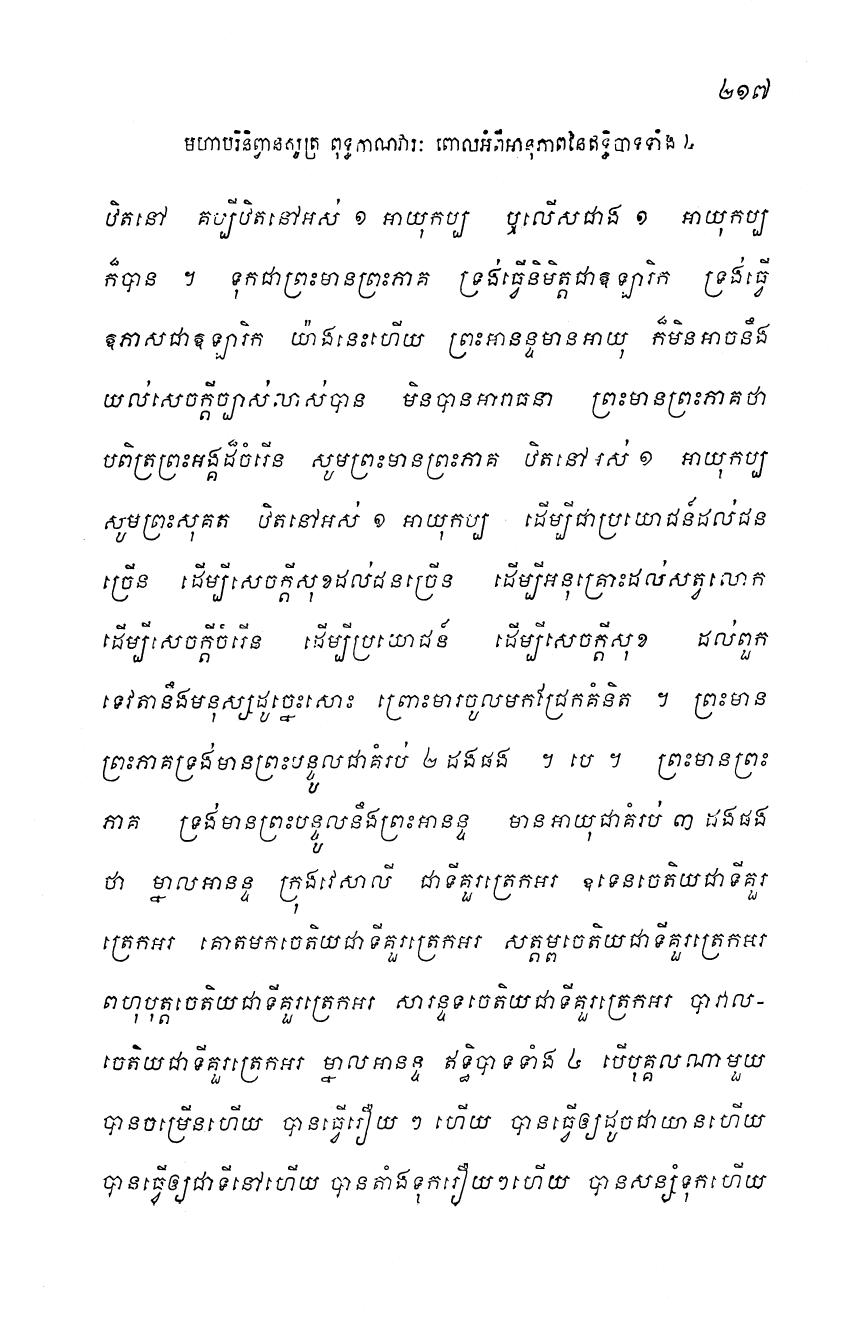 ២១៧
មហាបរិនិព្វានសូត្រ ពុទ្ធកាណវារៈ ពោលអំពីអានុភាពនៃឥទ្ធិបាទទាំង ៤
ឋិតនៅ គប្បីឋិតនៅអស់ ១ អាយុកប្ប ឬលើសជាង ១ អាយុកប្ប
ក៏បាន ។ ទុកជាព្រះមានព្រះភាគ ទ្រង់ធ្វើនិមិត្តជាឱឡារិក ទ្រង់ធ្វើ
ឱភាសជាឱឡារិក យ៉ាងនេះហើយ ព្រះអានន្ទមានអាយុ ក៏មិនអាចនឹង
យល់សេចក្តីច្បាស់លាស់បាន មិនបានអារាធនា ព្រះមានព្រះភាគថា
បពិត្រព្រះអង្គដ៏ចំរើន សូមព្រះមានព្រះភាគ ឋិតនៅអស់ ១ អាយុកប្ប
សូមព្រះសុគត ឋិតនៅអស់ ១ អាយុកប្ប ដើម្បីជាប្រយោជន៍ដល់ជន
ច្រើន ដើម្បីសេចក្តីសុខដល់ជនច្រើន ដើម្បីអនុគ្រោះដល់សត្វលោក
ដើម្បីសេចក្តីចំរើន ដើម្បីប្រយោជន៍ ដើម្បីសេចក្តីសុខ ដល់ពួក
ទេវតានឹងមនុស្សដូច្នេះសោះ ព្រោះមារចូលមកជ្រែកគំនិត ។ ព្រះមាន
ព្រះភាគទ្រង់មានព្រះបន្ទូលជាគំរប់ ២ ដងផង ។ បេ ។ ព្រះមានព្រះ
ភាគ ទ្រង់មានព្រះបន្ទូលនឹងព្រះអានន្ទ មានអាយុជាគំរប់ ៣ ដងផង
ថា ម្នាលអានន្ទ ក្រុងវេសាលី ជាទីគួរត្រេកអរ ឧទេនចេតិយជាទីគួរ
ត្រេកអរ គោតមកចេតិយជាទីគួរត្រេកអរ សត្តម្ពចេតិយជាទីគួរត្រេកអរ
ពហុបុត្តចេតិយជាទីគួរត្រេកអរ សារន្ទទចេតិយជាទីគួរត្រេកអរ បាវាល-
ចេតិយជាទីគួរត្រេកអរ ម្នាលអានន្ទ ឥទ្ធិបាទទាំង ៤ បើបុគ្គលណាមួយ
បានចម្រើនហើយ បានធ្វើរឿយ ៗ ហើយ បានធ្វើឲ្យដូចជាយានហើយ
បានធ្វើឲ្យជាទីនៅហើយ បានតាំងទុករឿយៗហើយ បានសន្សំទុកហើយ